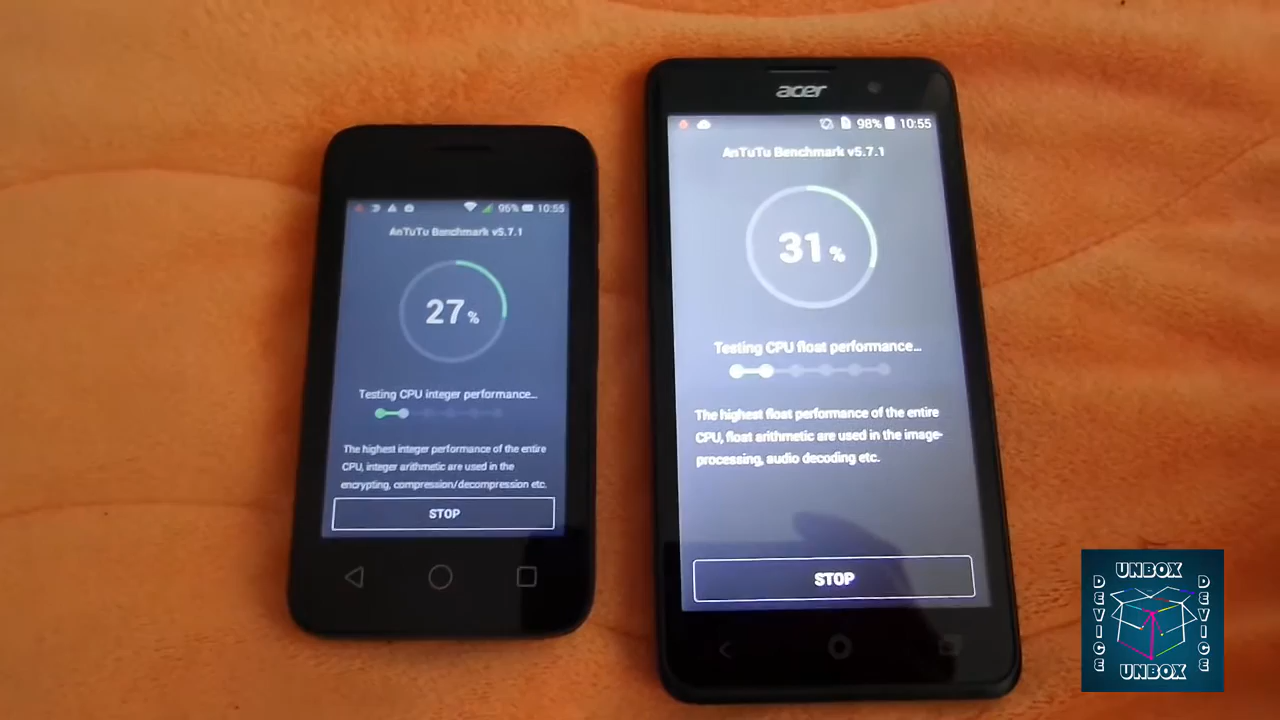 96% 10:55
AnTuTu Benchmark v5.7.1
27%
Testing CPU integer performance...
The highest integer performance of the entire
CPU, integer arithmetic are used in the
encrypting, compression/decompression etc.
STOP
acer
98% 10:55
AnTuTu Benchmark v5.7.1
31%
Testing CPU float performance...
The highest float performance of the entire
CPU, float arithmetic are used in the image-
processing, audio decoding etc.
STOP
UNBOX
DEVICE
DEVICE
UNBOX